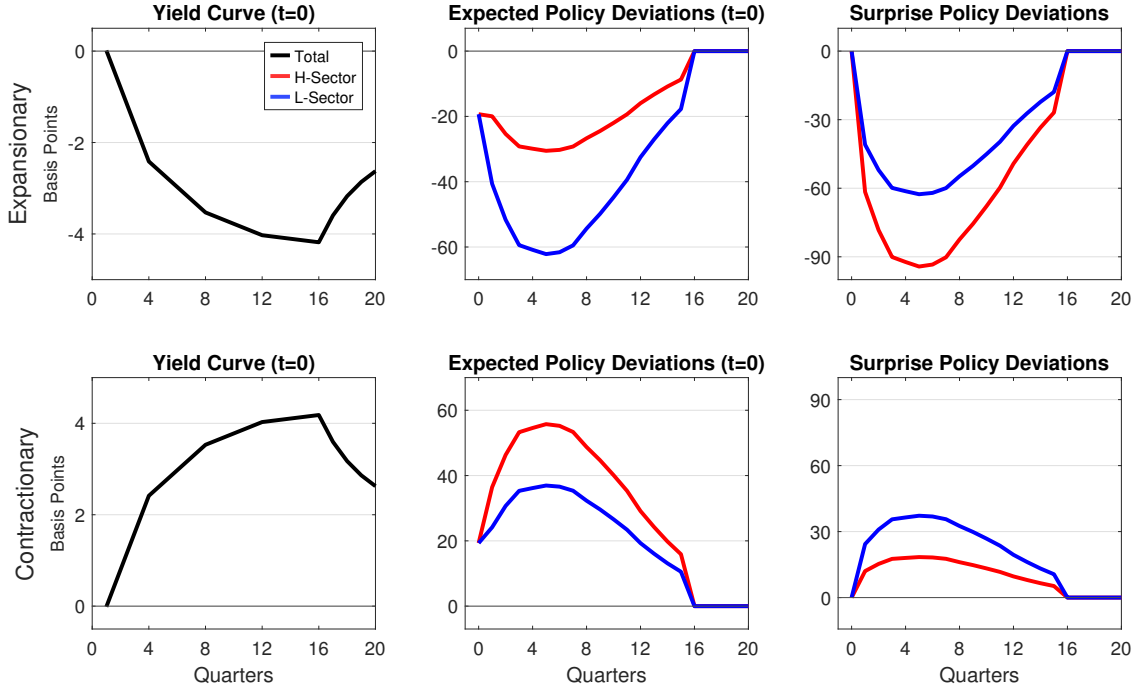 Yield Curve (t=0)
Expected Policy Deviations (t=0)
Surprise Policy Deviations
Expansionary
Basis Points
0
-2
-4
Total
H-Sector
L-Sector
0 4 8 12 16 20
0
-20
-40
-60
0 4 8 12 16 20
0
-30
-60
-90
0 4 8 12 16 20
Yield Curve (t=0)
Expected Policy Deviations (t=0)
Surprise Policy Deviations
Contractionary
Basis Points
4
2
0
0 4 8 12 16 20
Quarters
60
40
20
0
0 4 8 12 16 20
Quarters
90
60
30
0
0 4 8 12 16 20
Quarters